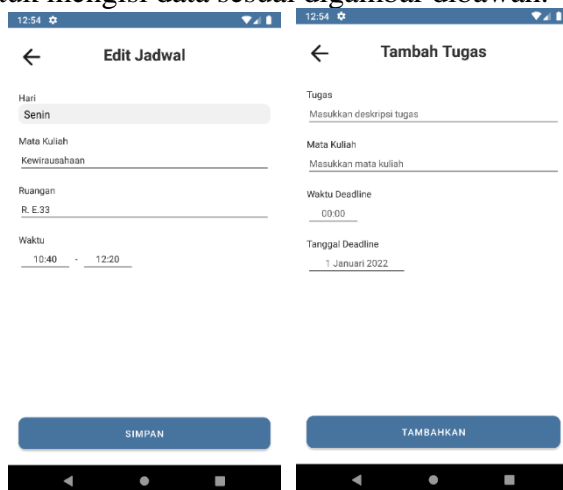 mengisi data sesuai digambar dibawah.
12:54
Edit Jadwal
Hari
Senin
Mata Kuliah
Kewirausahaan
Ruangan
R. E.33
Waktu
10:40 - 12:20
SIMPAN
12:54
Tambah Tugas
Tugas
Masukkan deskripsi tugas
Mata Kuliah
Masukkan mata kuliah
Waktu Deadline
00:00
Tanggal Deadline
1 Januari 2022
TAMBAHKAN